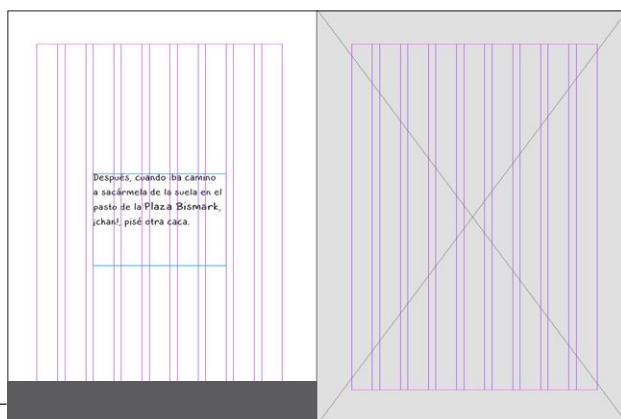 Después, cuando iba camino
a sacármela de la suela en el
pasto de la Plaza Bismark,
¡chan!, pisé otra caca.